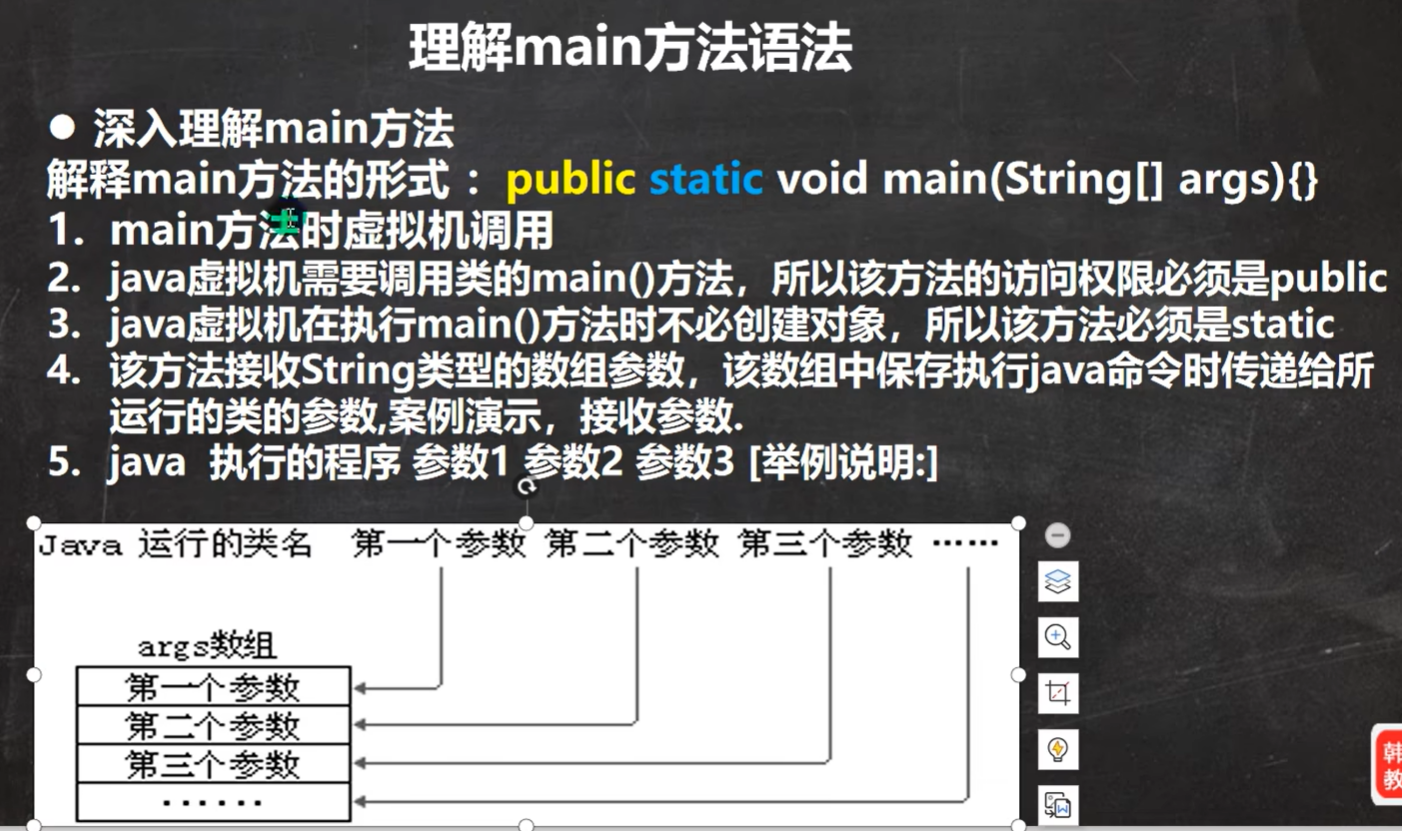 理解main方法语法
● 深入理解main方法
解释main方法的形式： public static void main(String[] args){}
1. main方法时虚拟机调用
2. java虚拟机需要调用类的main()方法，所以该方法的访问权限必须是public
3. java虚拟机在执行main()方法时不必创建对象，所以该方法必须是static
4. 该方法接收String类型的数组参数，该数组中保存执行java命令时传递给所
运行的类的参数,案例演示，接收参数.
5. java 执行的程序 参数1 参数2 参数3 [举例说明:]
Java 运行的类名 第一个参数 第二个参数 第三个参数 ……
args数组
第一个参数
第二个参数
第三个参数
······
韩
教